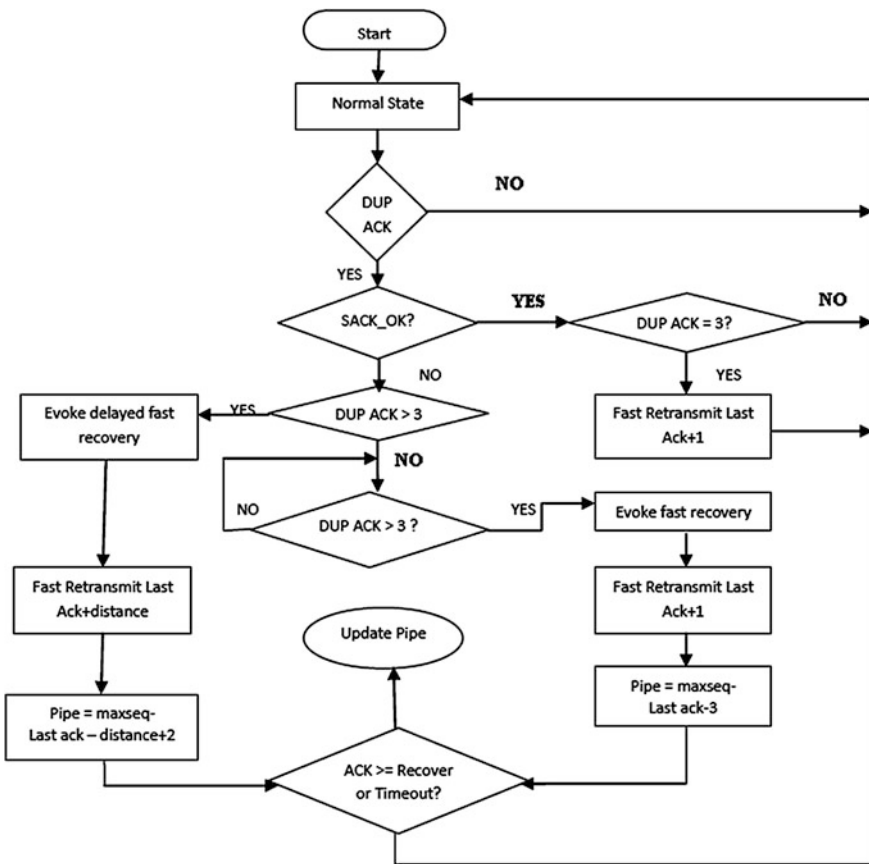 Start
Normal State
NO
DUP
ACK
YES
SACK_OK?
YES
DUP ACK = 3?
NO
NO
YES
Evoke delayed fast
recovery
YES
DUP ACK > 3
Fast Retransmit Last
Ack+1
NO
NO
DUP ACK > 3 ?
YES
Evoke fast recovery
Fast Retransmit Last
Ack+distance
Fast Retransmit Last
Ack+1
Update Pipe
Pipe = maxseq-
Last ack – distance+2
Pipe = maxseq-
Last ack-3
ACK >= Recover
or Timeout?